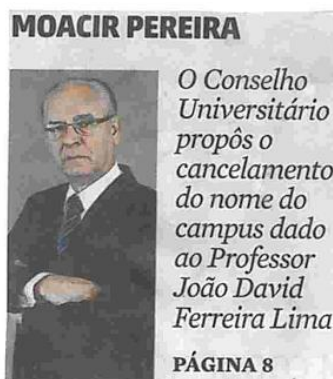 MOACIR PEREIRA
O Conselho
Universitário
propôs o
cancelamento
do nome do
campus dado
ao Professor
João David
Ferreira Lima
PÁGINA 8